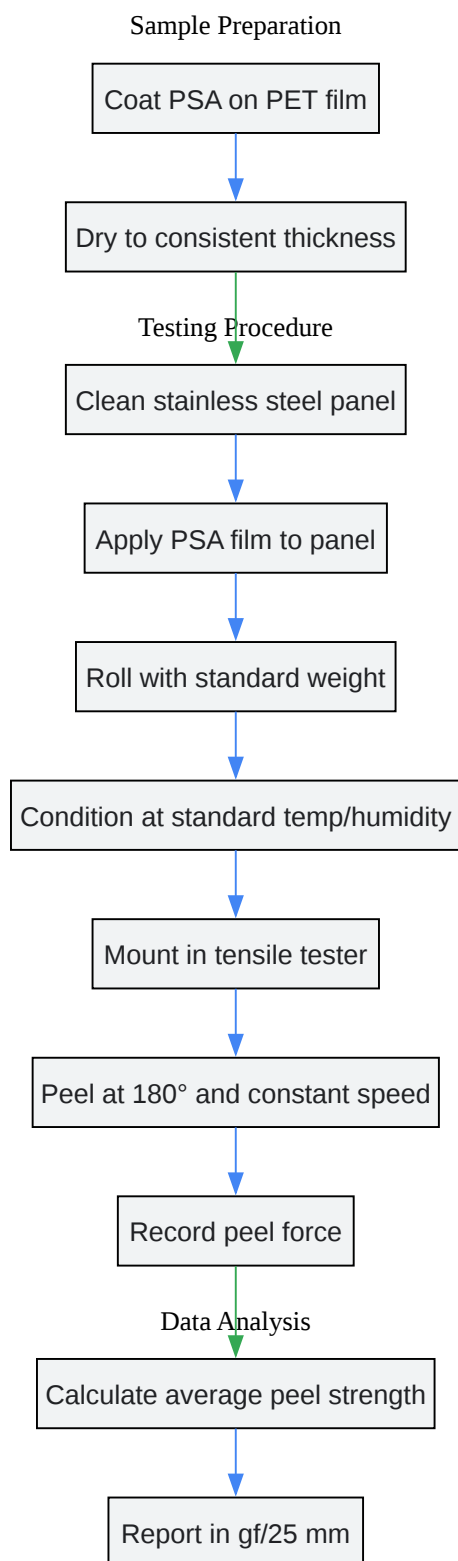 Sample Preparation
Coat PSA on PET film
Dry to consistent thickness
Testing Procedure
Clean stainless steel panel
Apply PSA film to panel
Roll with standard weight
Condition at standard temp/humidity
Mount in tensile tester
Peel at 180° and constant speed
Record peel force
Data Analysis
Calculate average peel strength
Report in gf/25 mm